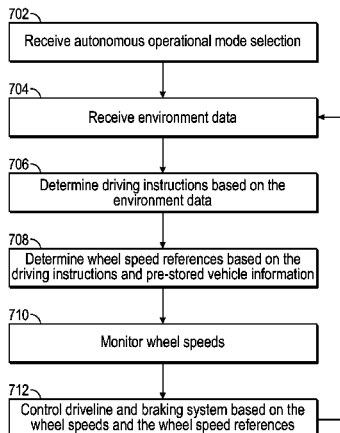 702
Receive autonomous operational mode selection
704
Receive environment data
706
Determine driving instructions based on the
environment data
708
Determine wheel speed references based on the
driving instructions and pre-stored vehicle information
710
Monitor wheel speeds
712
Control driveline and braking system based on the
wheel speeds and the wheel speed references